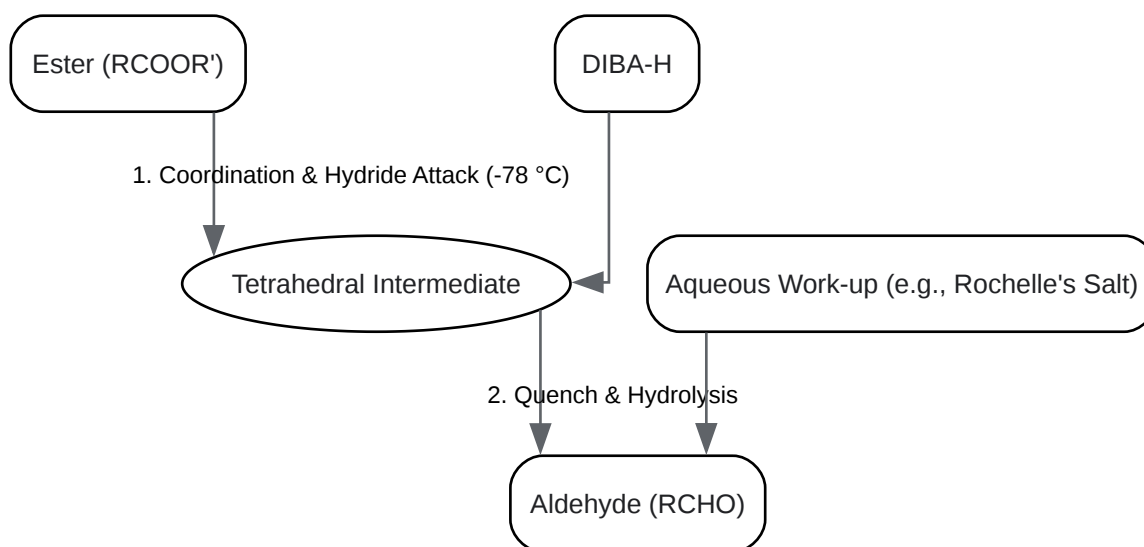 Ester (RCOOR')
DIBA-H
1. Coordination & Hydride Attack (-78 °C)
Tetrahedral Intermediate
Aqueous Work-up (e.g., Rochelle's Salt)
2. Quench & Hydrolysis
Aldehyde (RCHO)